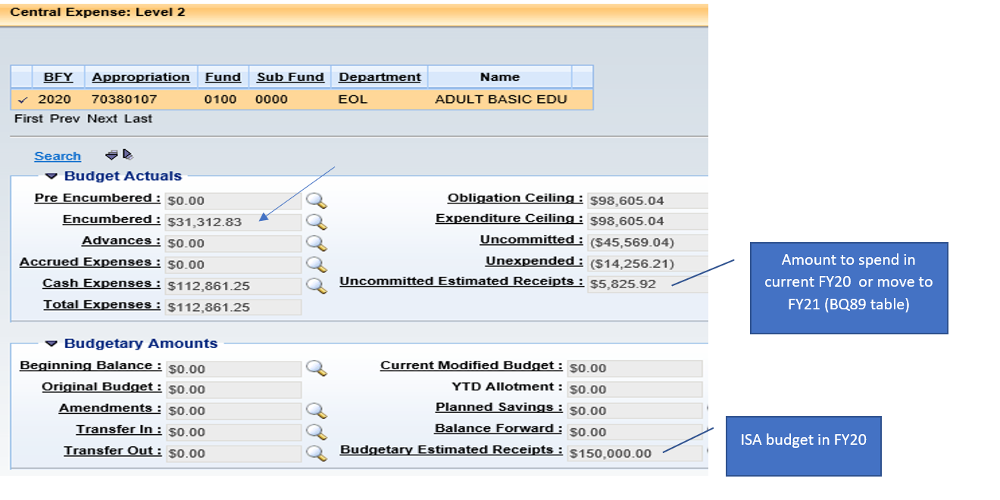 Central Expense: Level 2
BFY Appropriation Fund Sub Fund Department Name
2020 70380107 0100 0000 EOL ADULT BASIC EDU
First Prev Next Last
Search
Budget Actuals
Pre Encumbered : $0.00 Obligation Ceiling : $98,605.04
Encumbered : $31,312.83 Expenditure Ceiling : $98,605.04
Advances : $0.00 Uncommitted : ($45,569.04)
Accrued Expenses : $0.00 Unexpended : ($14,256.21)
Cash Expenses : $112,861.25 Uncommitted Estimated Receipts : $5,825.92
Total Expenses : $112,861.25
Amount to spend in
current FY20 or move to
FY21 (BQ89 table)
Budgetary Amounts
Beginning Balance : $0.00 Current Modified Budget : $0.00
Original Budget : $0.00 YTD Allotment : $0.00
Amendments : $0.00 Planned Savings : $0.00
Transfer In : $0.00 Balance Forward : $0.00
Transfer Out : $0.00 Budgetary Estimated Receipts : $150,000.00
ISA budget in FY20